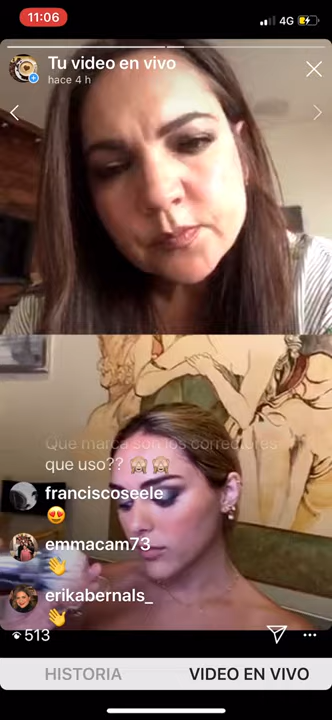 11:06
4G
Tu video en vivo
hace 4 h
Que marca son los correctores
que uso?? 🙈 🙈
franciscoseele
😍
emmacam73
👋
erikabernals_
👋
513
HISTORIA
VIDEO EN VIVO